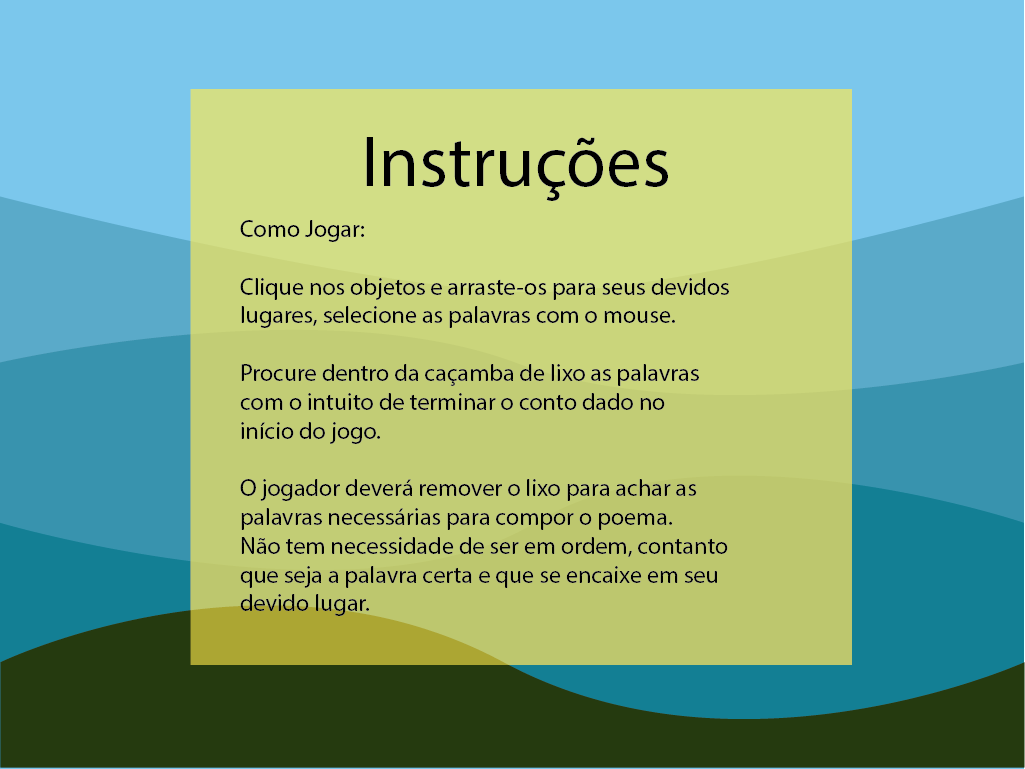 Instruções
Como Jogar:
Clique nos objetos e arraste-os para seus devidos
lugares, selecione as palavras com o mouse.
Procure dentro da caçamba de lixo as palavras
com o intuito de terminar o conto dado no
início do jogo.
O jogador deverá remover o lixo para achar as
palavras necessárias para compor o poema.
Não tem necessidade de ser em ordem, contanto
que seja a palavra certa e que se encaixe em seu
devido lugar.